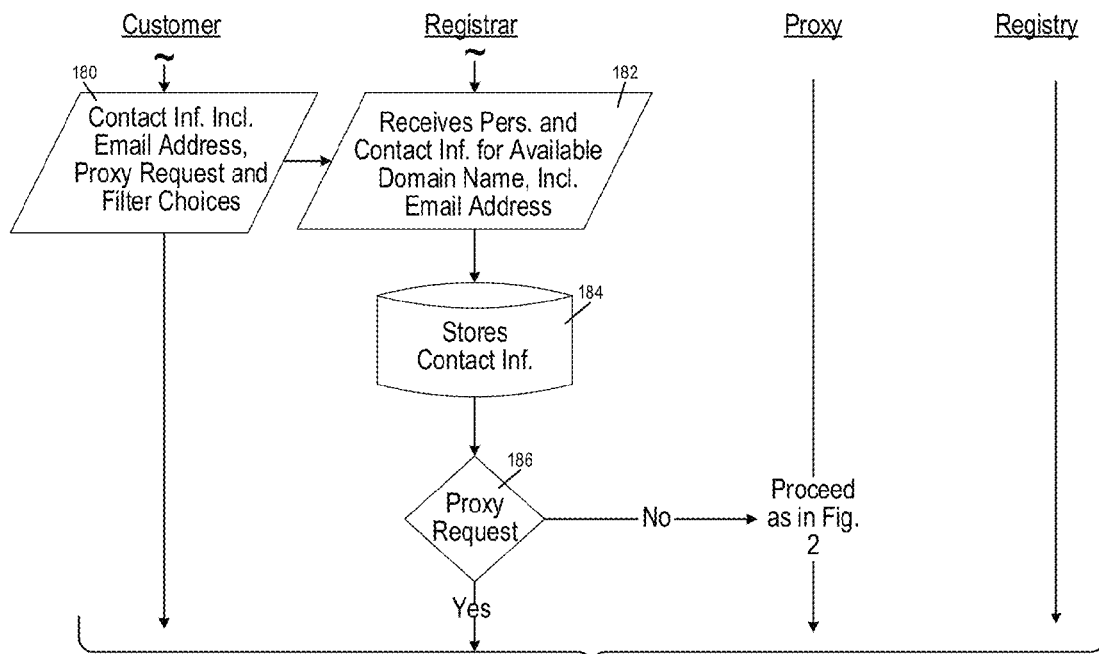 Customer
Registrar
Proxy
Registry
~
~
180
Contact Inf. Incl.
Email Address,
Proxy Request and
Filter Choices
182
Receives Pers. and
Contact Inf. for Available
Domain Name, Incl.
Email Address
184
Stores
Contact Inf.
186
Proxy
Request
No
Proceed
as in Fig.
2
Yes